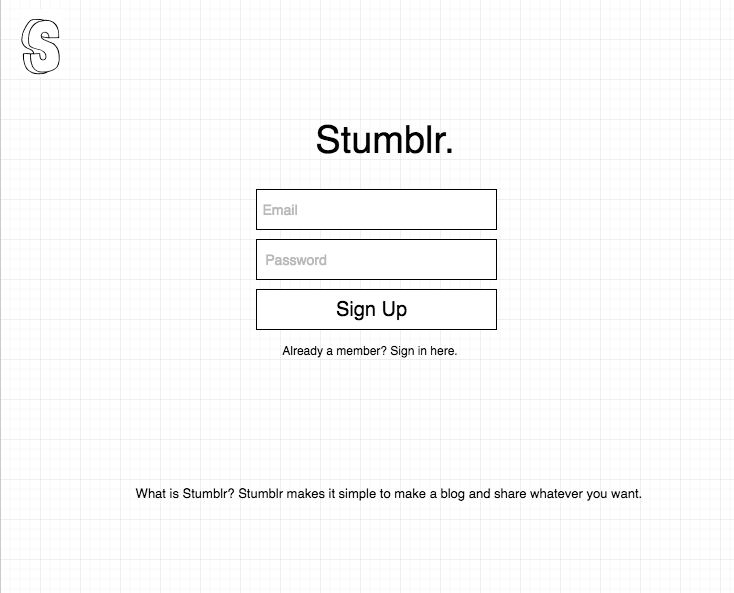 S
Stumblr.
Email
Password
Sign Up
Already a member? Sign in here.
What is Stumblr? Stumblr makes it simple to make a blog and share whatever you want.